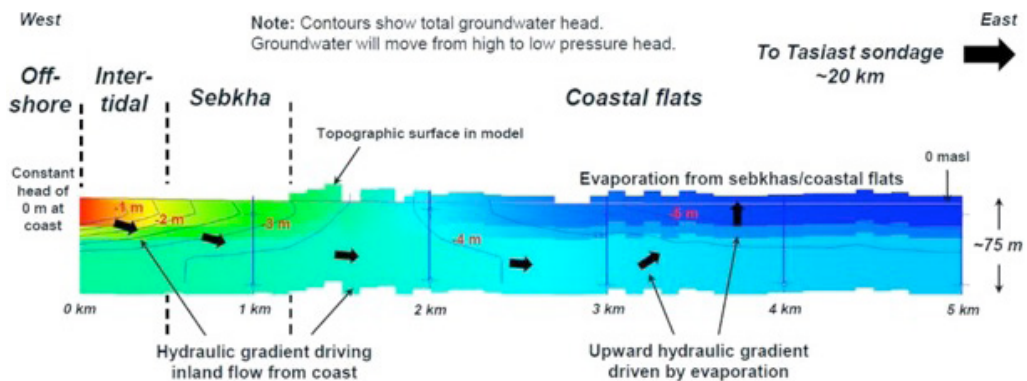 West
Note: Contours show total groundwater head.
Groundwater will move from high to low pressure head.
East
To Tasiast sondage
~20 km
Off-
shore
Inter-
tidal
Sebkha
Coastal flats
Topographic surface in model
Constant
head of
0 m at
coast
Evaporation from sebkhas/coastal flats
0 masl
-1 m
-2 m
-3 m
-4 m
-5 m
~75 m
0 km
1 km
2 km
3 km
4 km
5 km
Hydraulic gradient driving
inland flow from coast
Upward hydraulic gradient
driven by evaporation